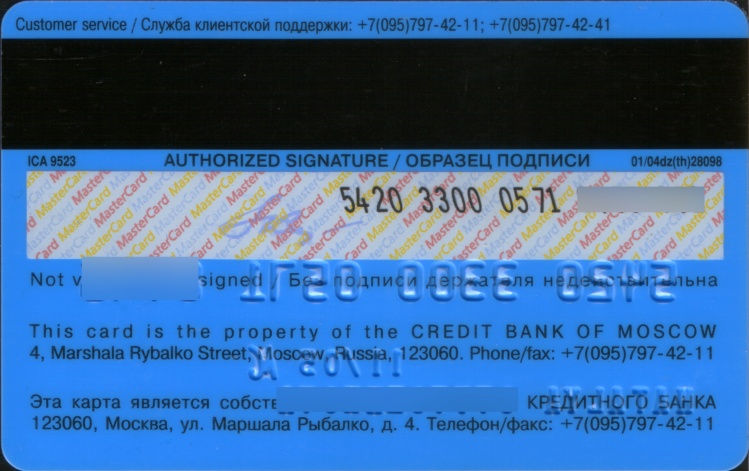 Customer service / Служба клиентской поддержки: +7(095)797-42-11; +7(095)797-42-41
ICA 9523 AUTHORIZED SIGNATURE / ОБРАЗЕЦ ПОДПИСИ 01/04dz(th)28098
5420 3300 0571
Not signed / Без подписи держателя недействительна
This card is the property of the CREDIT BANK OF MOSCOW
4, Marshala Rybalko Street, Moscow, Russia, 123060. Phone/fax: +7(095)797-42-11
Эта карта является КРЕДИТНОГО БАНКА
123060, Москва, ул. Маршала Рыбалко, д. 4. Телефон/факс: +7(095)797-42-11